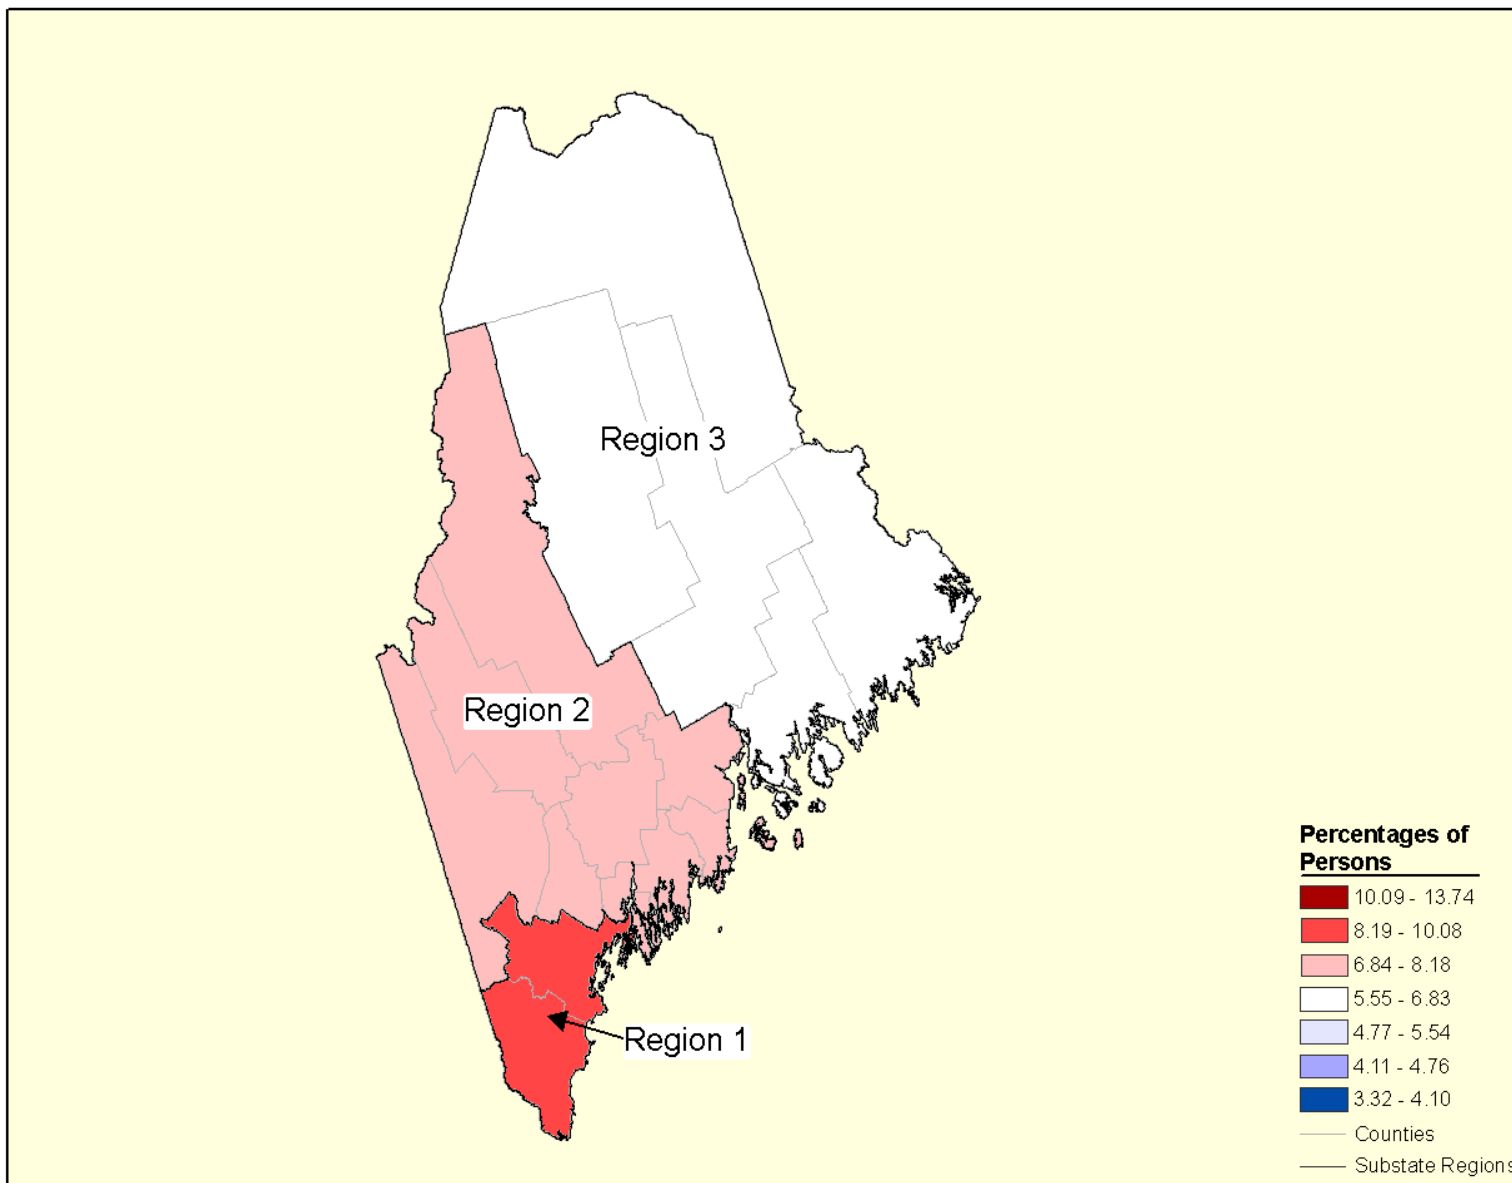 Region 3
Region 2
Region 1
Percentages of
Persons
10.09 - 13.74
8.19 - 10.08
6.84 - 8.18
5.55 - 6.83
4.77 - 5.54
4.11 - 4.76
3.32 - 4.10
Counties
Substate Regions